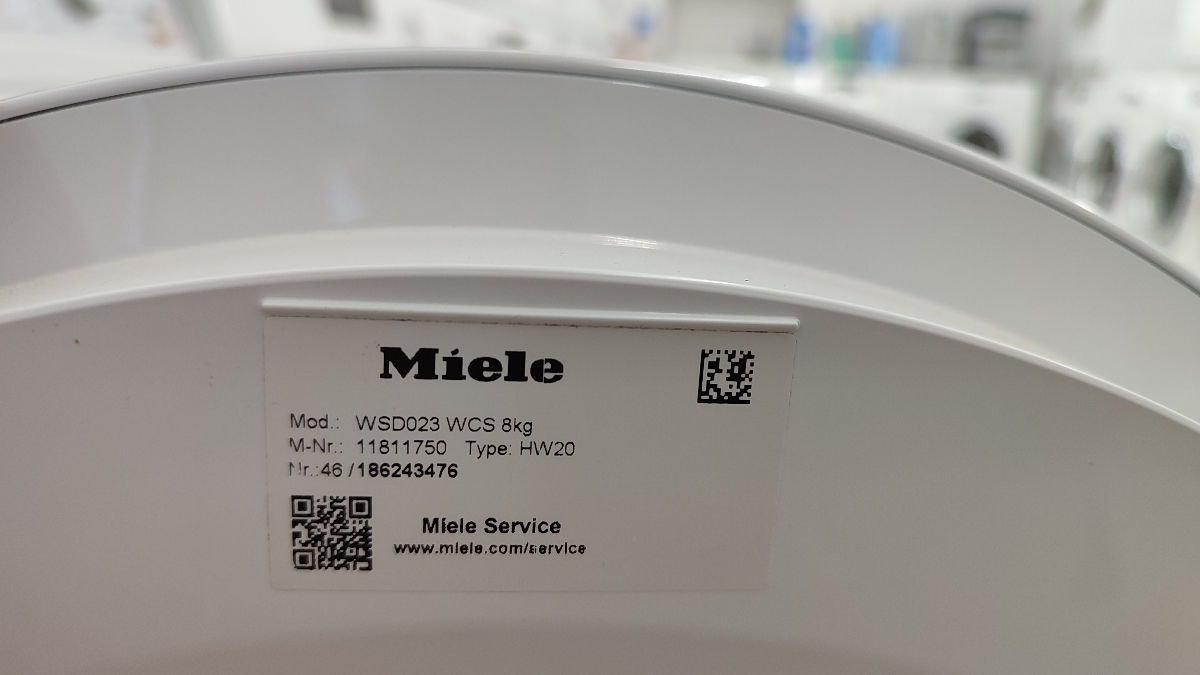 Miele
Mod.: WSD023 WCS 8kg
M-Nr.: 11811750 Type: HW20
Nr.:46 /186243476
Miele Service
www.miele.com/service